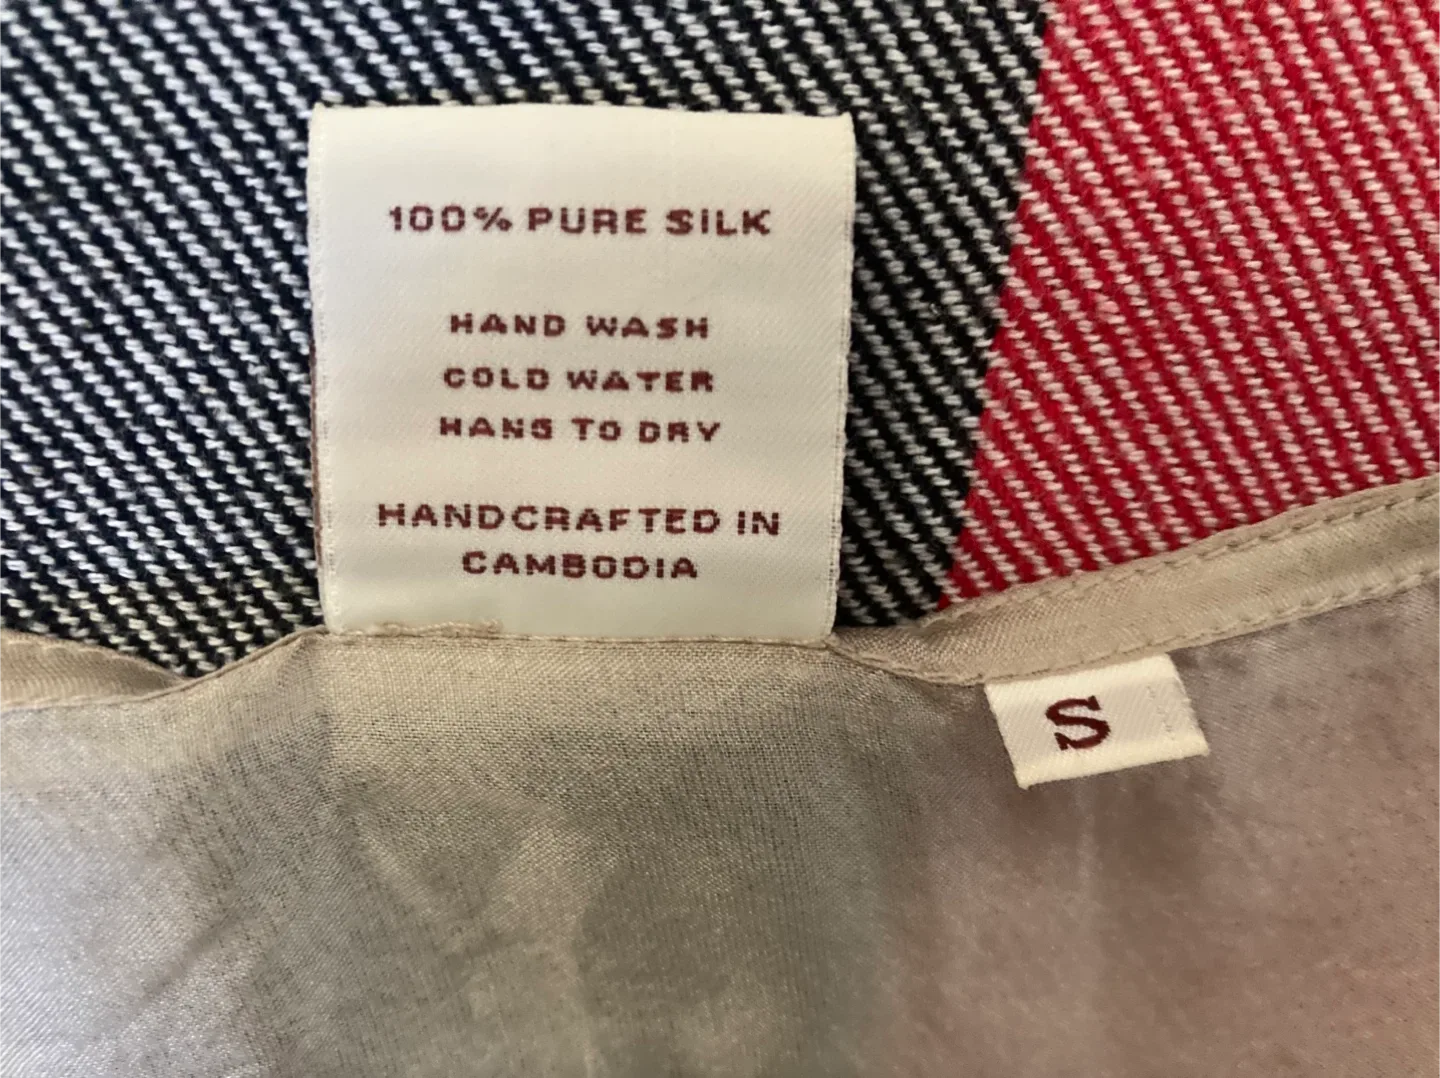 100% PURE SILK
HAND WASH
COLD WATER
HANG TO DRY
HANDCRAFTED IN
CAMBODIA
S